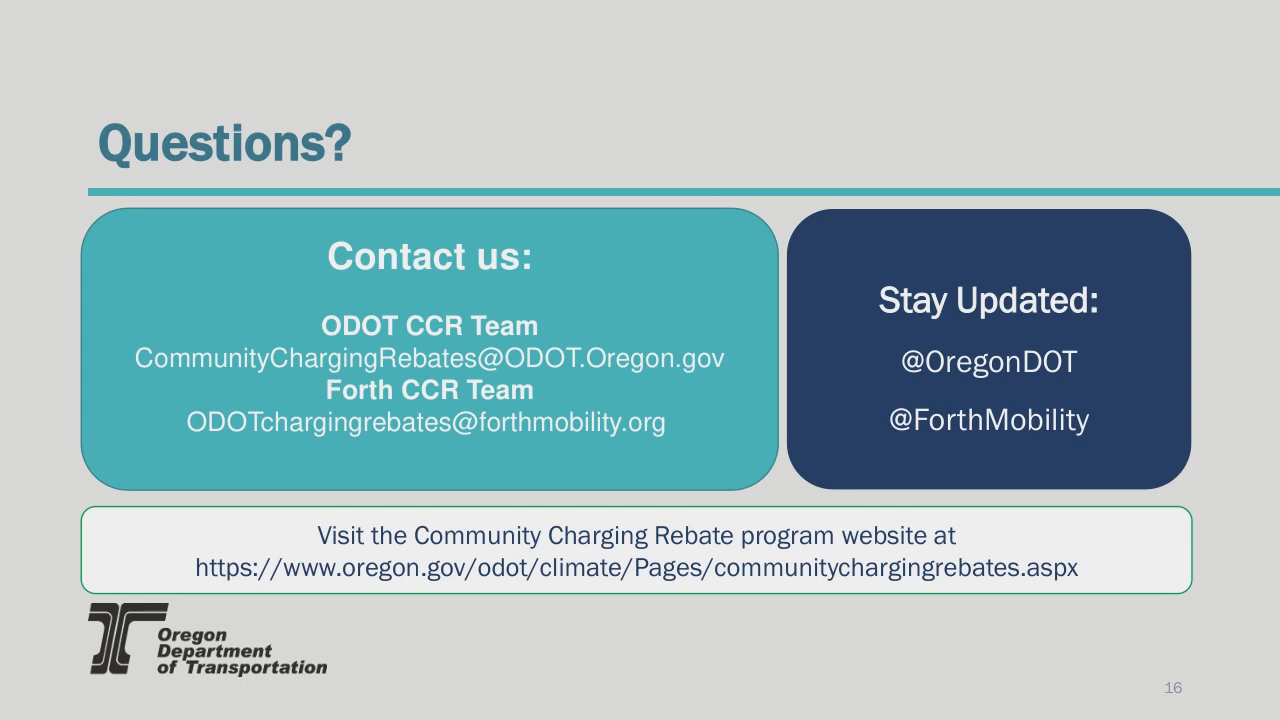 Questions?
Contact us:
ODOT CCR Team
CommunityChargingRebates@ODOT.Oregon.gov
Forth CCR Team
ODOTchargingrebates@forthmobility.org
Stay Updated:
@OregonDOT
@ForthMobility
Visit the Community Charging Rebate program website at
https://www.oregon.gov/odot/climate/Pages/communitychargingrebates.aspx
Oregon
Department
of Transportation
16